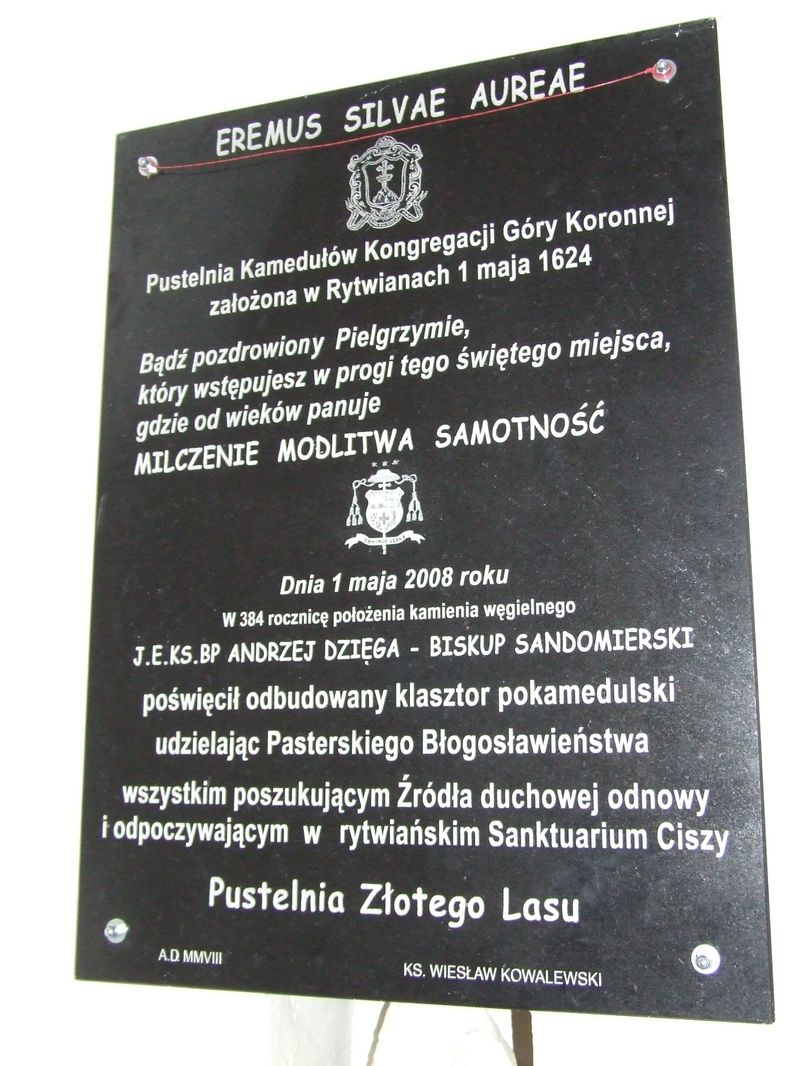 EREMUS SILVAE AUREAE
Pustelnia Kamedułów Kongregacji Góry Koronnej
założona w Rytwianach 1 maja 1624
Bądź pozdrowiony Pielgrzymie,
który wstępujesz w progi tego świętego miejsca,
gdzie od wieków panuje
MILCZENIE MODLITWA SAMOTNOŚĆ
Dnia 1 maja 2008 roku
W 384 rocznicę położenia kamienia węgielnego
J.E.KS.BP ANDRZEJ DZIĘGA - BISKUP SANDOMIERSKI
poświęcił odbudowany klasztor pokamedulski
udzielając Pasterskiego Błogosławieństwa
wszystkim poszukującym Źródła duchowej odnowy
i odpoczywającym w rytwiańskim Sanktuarium Ciszy
Pustelnia Złotego Lasu
A.D. MMVIII
KS. WIESŁAW KOWALEWSKI